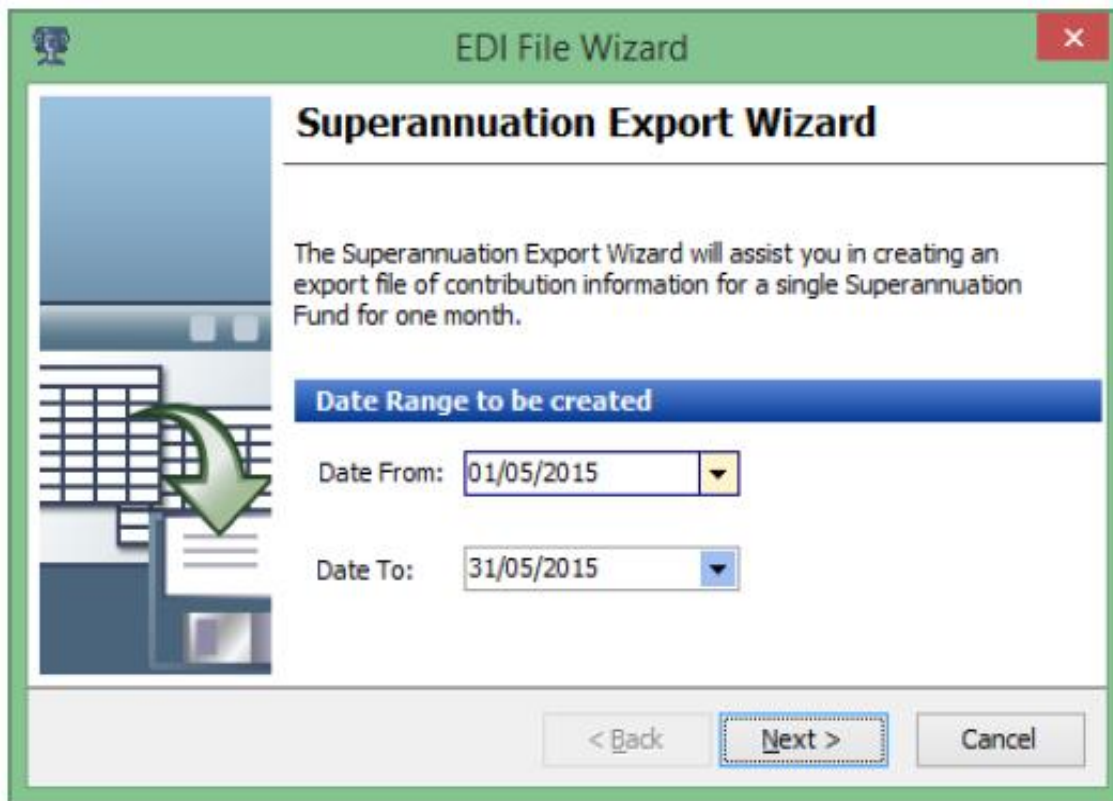 EDI File Wizard
Superannuation Export Wizard
The Superannuation Export Wizard will assist you in creating an
export file of contribution information for a single Superannuation
Fund for one month.
Date Range to be created
Date From: 01/05/2015
Date To: 31/05/2015
< Back Next > Cancel